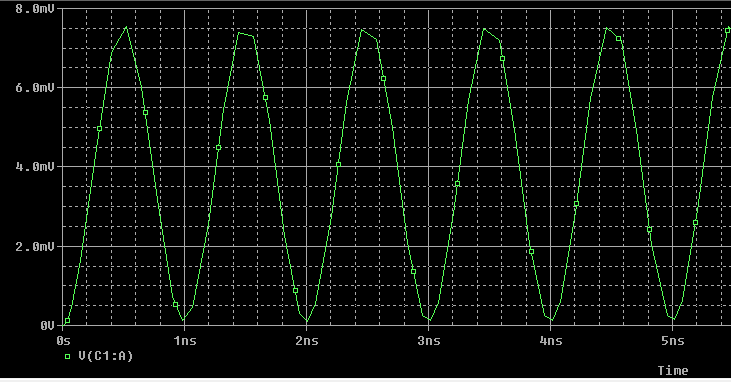 8.0mV
6.0mV
4.0mV
2.0mV
0V
0s 1ns 2ns 3ns 4ns 5ns
V(C1:A)
Time